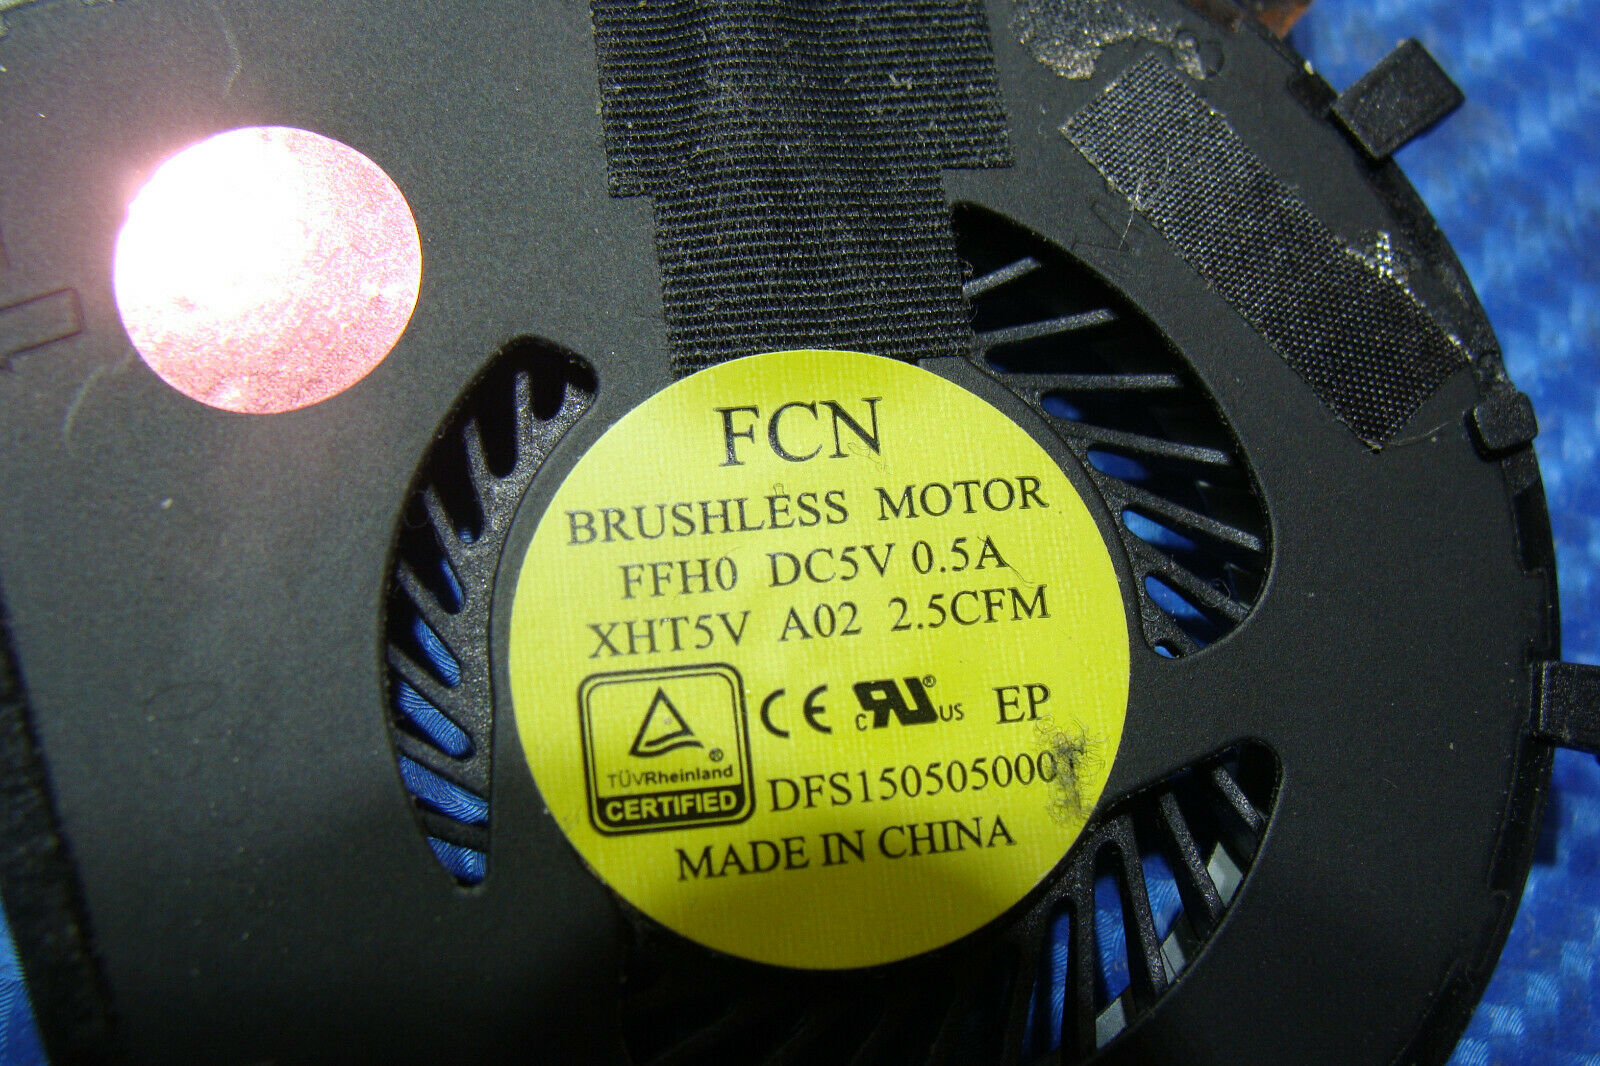 FCN
BRUSHLESS MOTOR
FFH0 DC5V 0.5A
XHT5V A02 2.5CFM
CE c RU ® US EP
TÜVRheinland ®
CERTIFIED
MADE IN CHINA